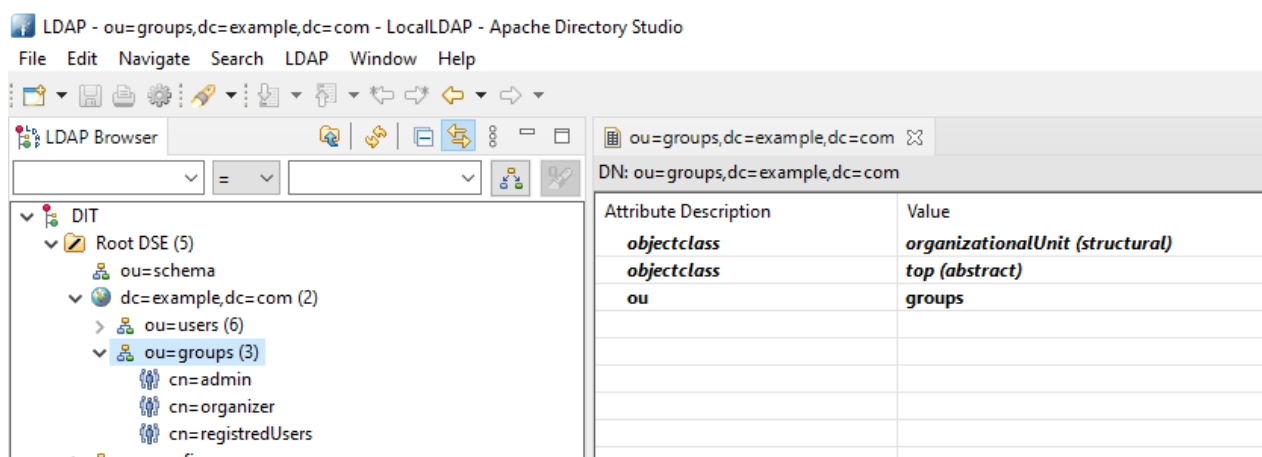 LDAP - ou=groups,dc=example,dc=com - LocalLDAP - Apache Directory Studio
File Edit Navigate Search LDAP Window Help
LDAP Browser
=
DIT
Root DSE (5)
ou=schema
dc=example,dc=com (2)
ou=users (6)
ou=groups (3)
cn=admin
cn=organizer
cn=registredUsers
ou=groups,dc=example,dc=com
DN: ou=groups,dc=example,dc=com
Attribute Description Value
objectclass organizationalUnit (structural)
objectclass top (abstract)
ou groups